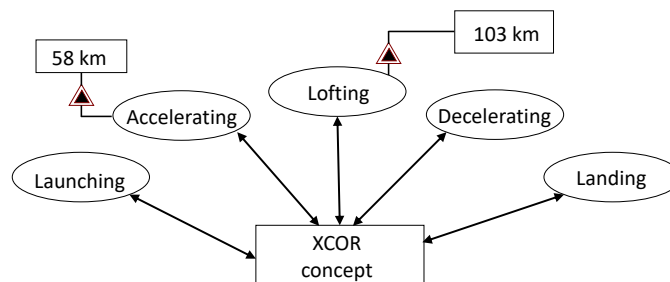 58 km
103 km
Lofting
Accelerating
Decelerating
Launching
Landing
XCOR
concept